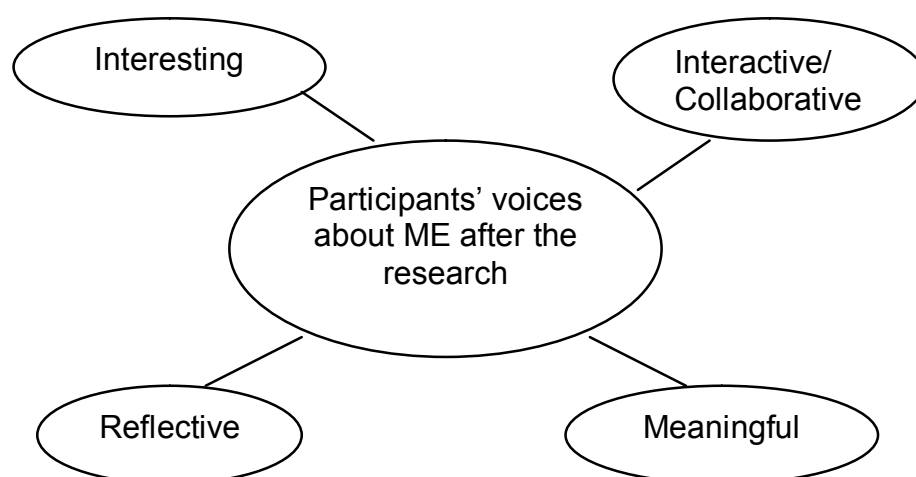 Interesting
Interactive/
Collaborative
Participants’ voices
about ME after the
research
Reflective
Meaningful